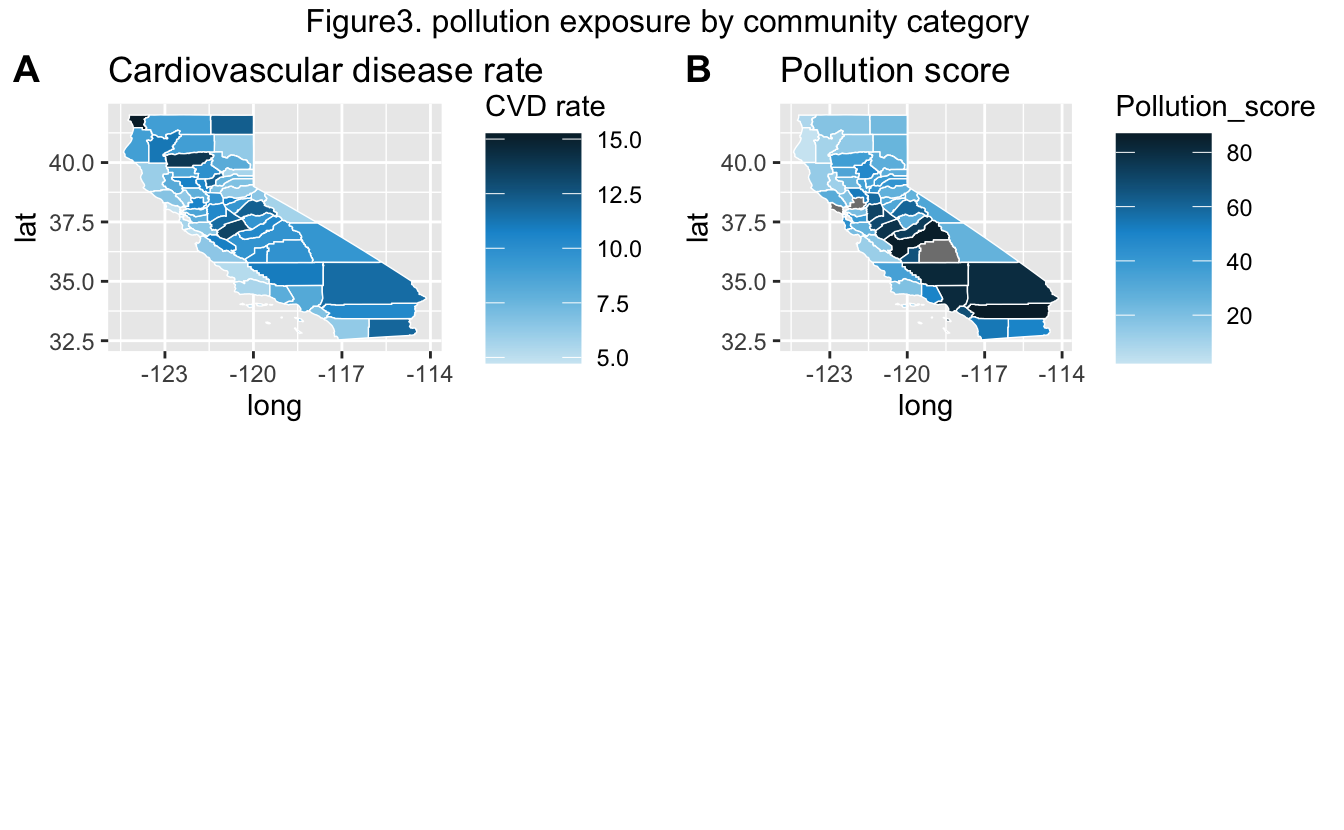 Figure3. pollution exposure by community category
A
Cardiovascular disease rate
CVD rate
15.0
12.5
10.0
7.5
5.0
lat
40.0
37.5
35.0
32.5
-123
-120
-117
-114
long
B
Pollution score
Pollution_score
80
60
40
20
lat
40.0
37.5
35.0
32.5
-123
-120
-117
-114
long